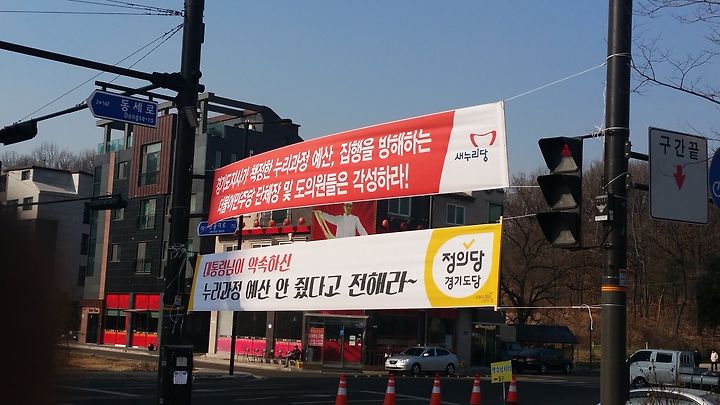 동세로
Dongse-ro
경기도지사가 책정한 누리과정 예산, 집행을 방해하는
더불어민주당 단체장 및 도의원들은 각성하라!
새누리당
구간끝
대통령님이 약속하신
누리과정 예산 안 줬다고 전해라~
정의당
경기도당